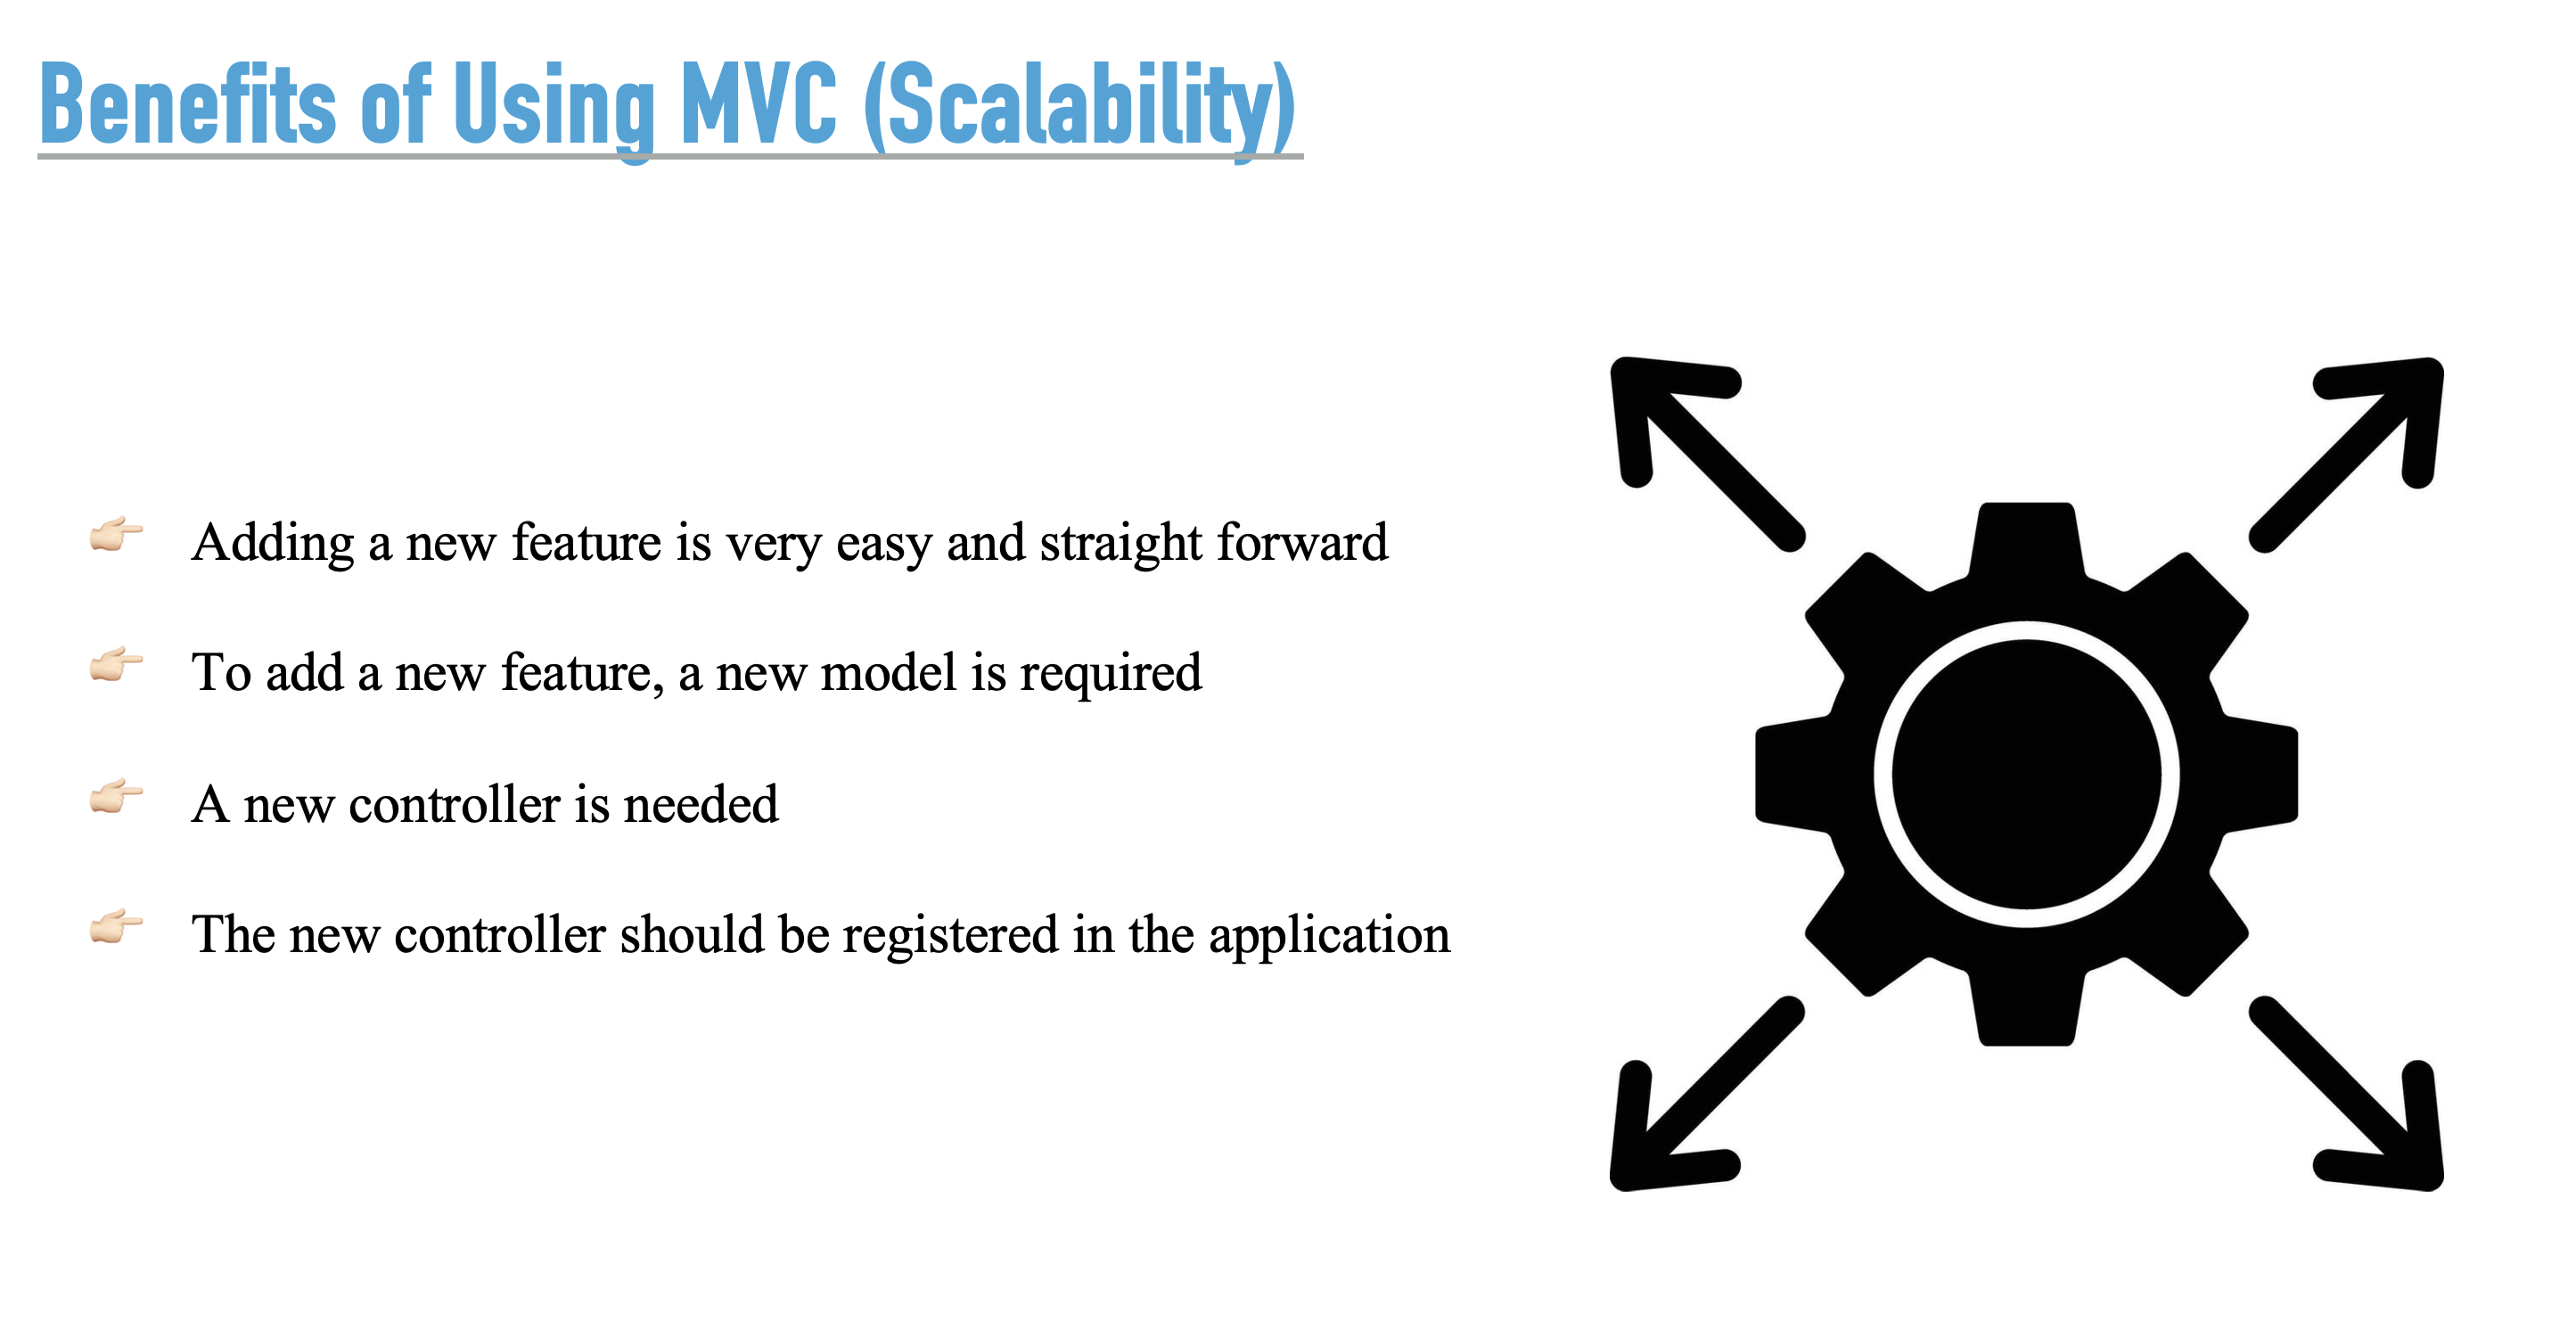 Benefits of Using MVC (Scalability)
👉🏻 Adding a new feature is very easy and straight forward
👉🏻 To add a new feature, a new model is required
👉🏻 A new controller is needed
👉🏻 The new controller should be registered in the application